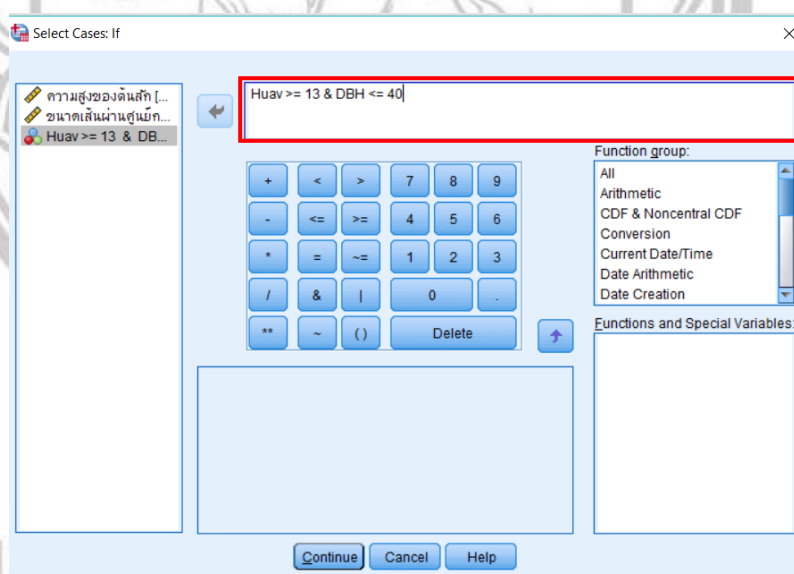 Select Cases: If
ความสูงของต้นสัก [...
ขนาดเส้นผ่านศูนย์ก...
Huav >= 13 & DB...
Huav >= 13 & DBH <= 40
+ < > 7 8 9
- <= >= 4 5 6
* = ~= 1 2 3
/ & | 0 .
** ~ ( ) Delete
Function group:
All
Arithmetic
CDF & Noncentral CDF
Conversion
Current Date/Time
Date Arithmetic
Date Creation
Functions and Special Variables:
Continue Cancel Help